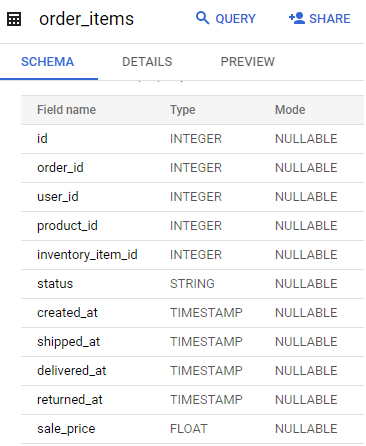 order_items QUERY SHARE
SCHEMA DETAILS PREVIEW
Field name Type Mode
id INTEGER NULLABLE
order_id INTEGER NULLABLE
user_id INTEGER NULLABLE
product_id INTEGER NULLABLE
inventory_item_id INTEGER NULLABLE
status STRING NULLABLE
created_at TIMESTAMP NULLABLE
shipped_at TIMESTAMP NULLABLE
delivered_at TIMESTAMP NULLABLE
returned_at TIMESTAMP NULLABLE
sale_price FLOAT NULLABLE